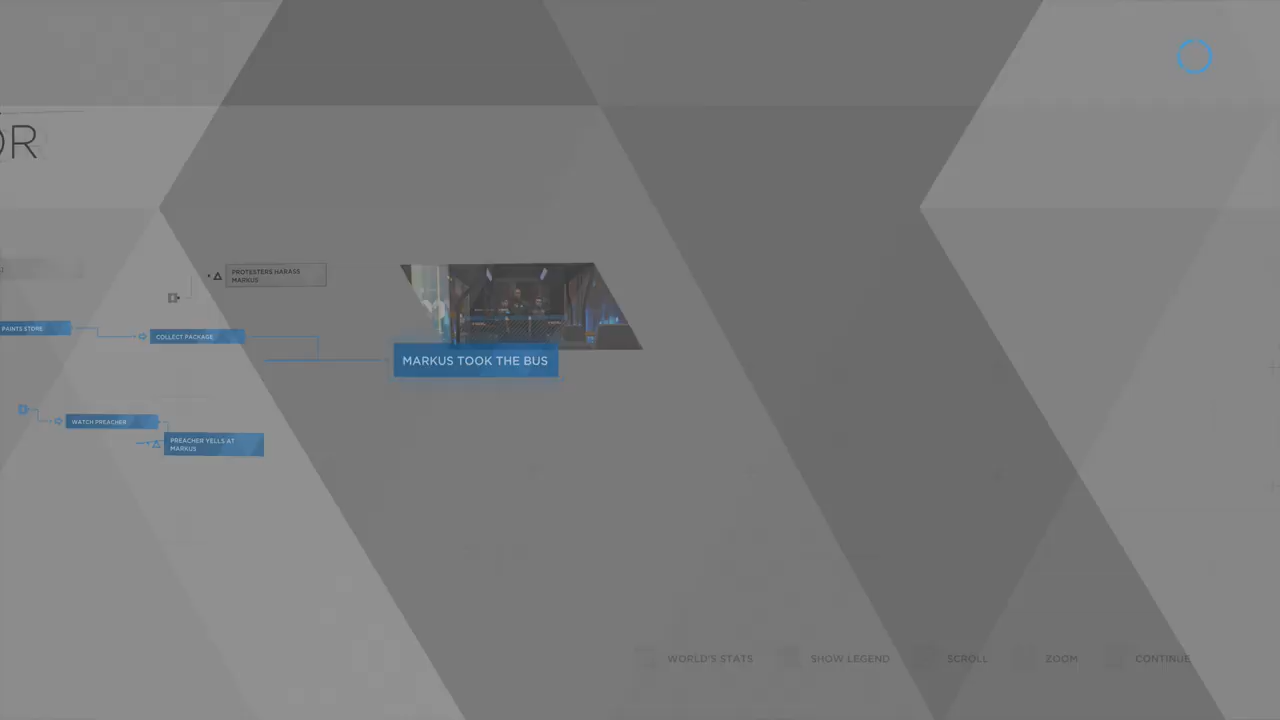 OR
PROTESTERS HARASS
MARKUS
PAINTS STORE
COLLECT PACKAGE
MARKUS TOOK THE BUS
WATCH PREACHER
PREACHER YELLS AT
MARKUS
WORLD'S STATS
SHOW LEGEND
SCROLL
ZOOM
CONTINUE